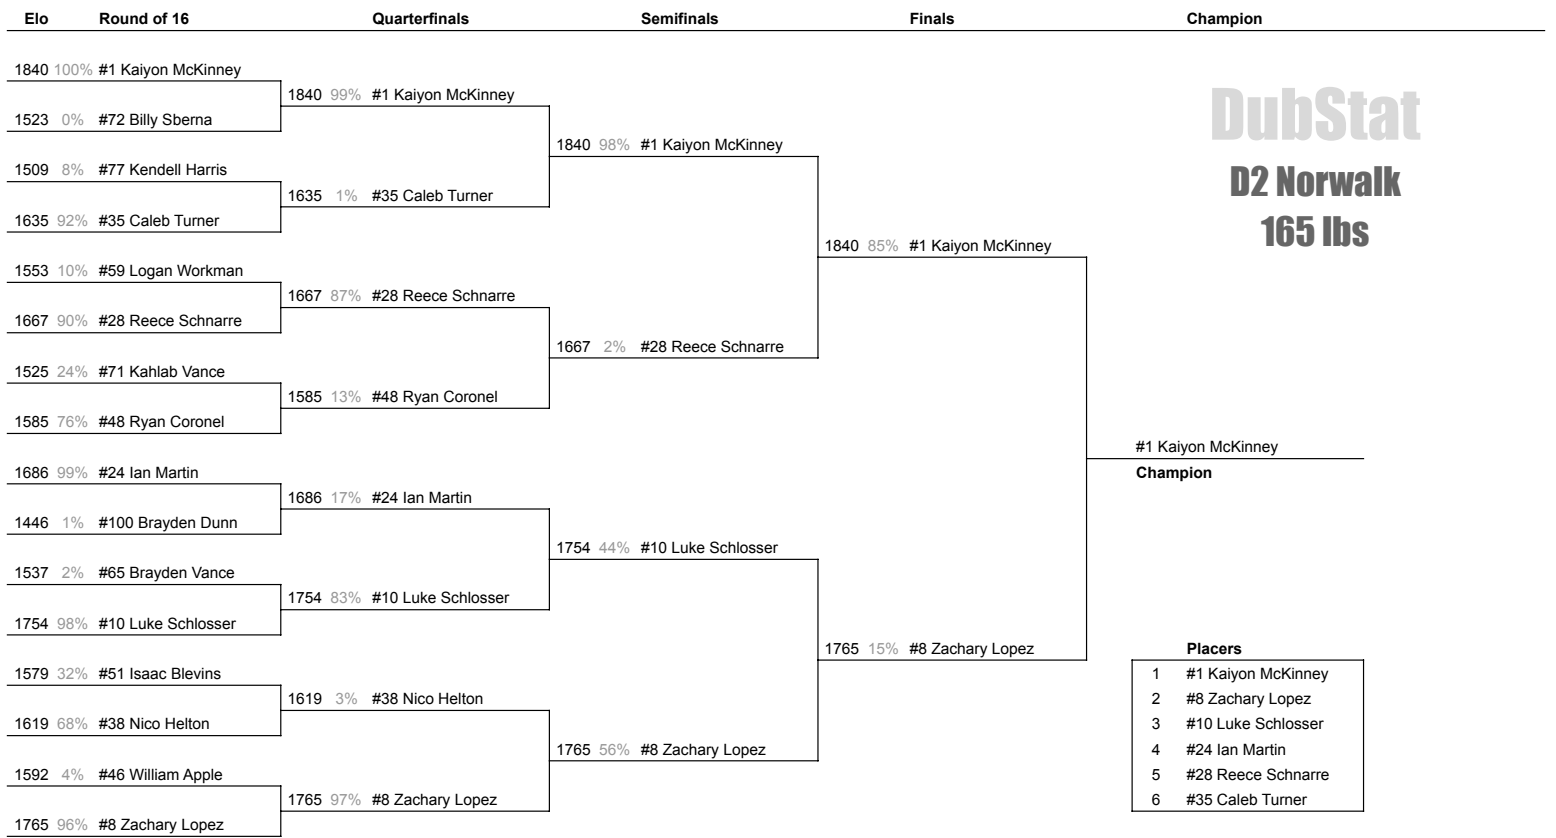 Elo Round of 16 Quarterfinals Semifinals Finals Champion
1840 100% #1 Kaiyon McKinney
1840 99% #1 Kaiyon McKinney
DubStat
1523 0% #72 Billy Sberna
1840 98% #1 Kaiyon McKinney
1509 8% #77 Kendell Harris
D2 Norwalk
1635 1% #35 Caleb Turner
1635 92% #35 Caleb Turner
165 lbs
1840 85% #1 Kaiyon McKinney
1553 10% #59 Logan Workman
1667 87% #28 Reece Schnarre
1667 90% #28 Reece Schnarre
1667 2% #28 Reece Schnarre
1525 24% #71 Kahlab Vance
1585 13% #48 Ryan Coronel
1585 76% #48 Ryan Coronel
#1 Kaiyon McKinney
1686 99% #24 Ian Martin
Champion
1686 17% #24 Ian Martin
1446 1% #100 Brayden Dunn
1754 44% #10 Luke Schlosser
1537 2% #65 Brayden Vance
1754 83% #10 Luke Schlosser
1754 98% #10 Luke Schlosser
1765 15% #8 Zachary Lopez
Placers
1579 32% #51 Isaac Blevins
1 #1 Kaiyon McKinney
1619 3% #38 Nico Helton
2 #8 Zachary Lopez
1619 68% #38 Nico Helton
3 #10 Luke Schlosser
1765 56% #8 Zachary Lopez
4 #24 Ian Martin
1592 4% #46 William Apple
5 #28 Reece Schnarre
1765 97% #8 Zachary Lopez
6 #35 Caleb Turner
1765 96% #8 Zachary Lopez